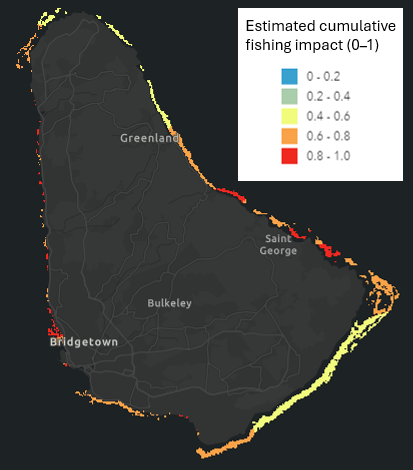 Estimated cumulative
fishing impact (0–1)
0 - 0.2
0.2 - 0.4
0.4 - 0.6
0.6 - 0.8
0.8 - 1.0
Greenland
Saint
George
Bulkeley
Bridgetown